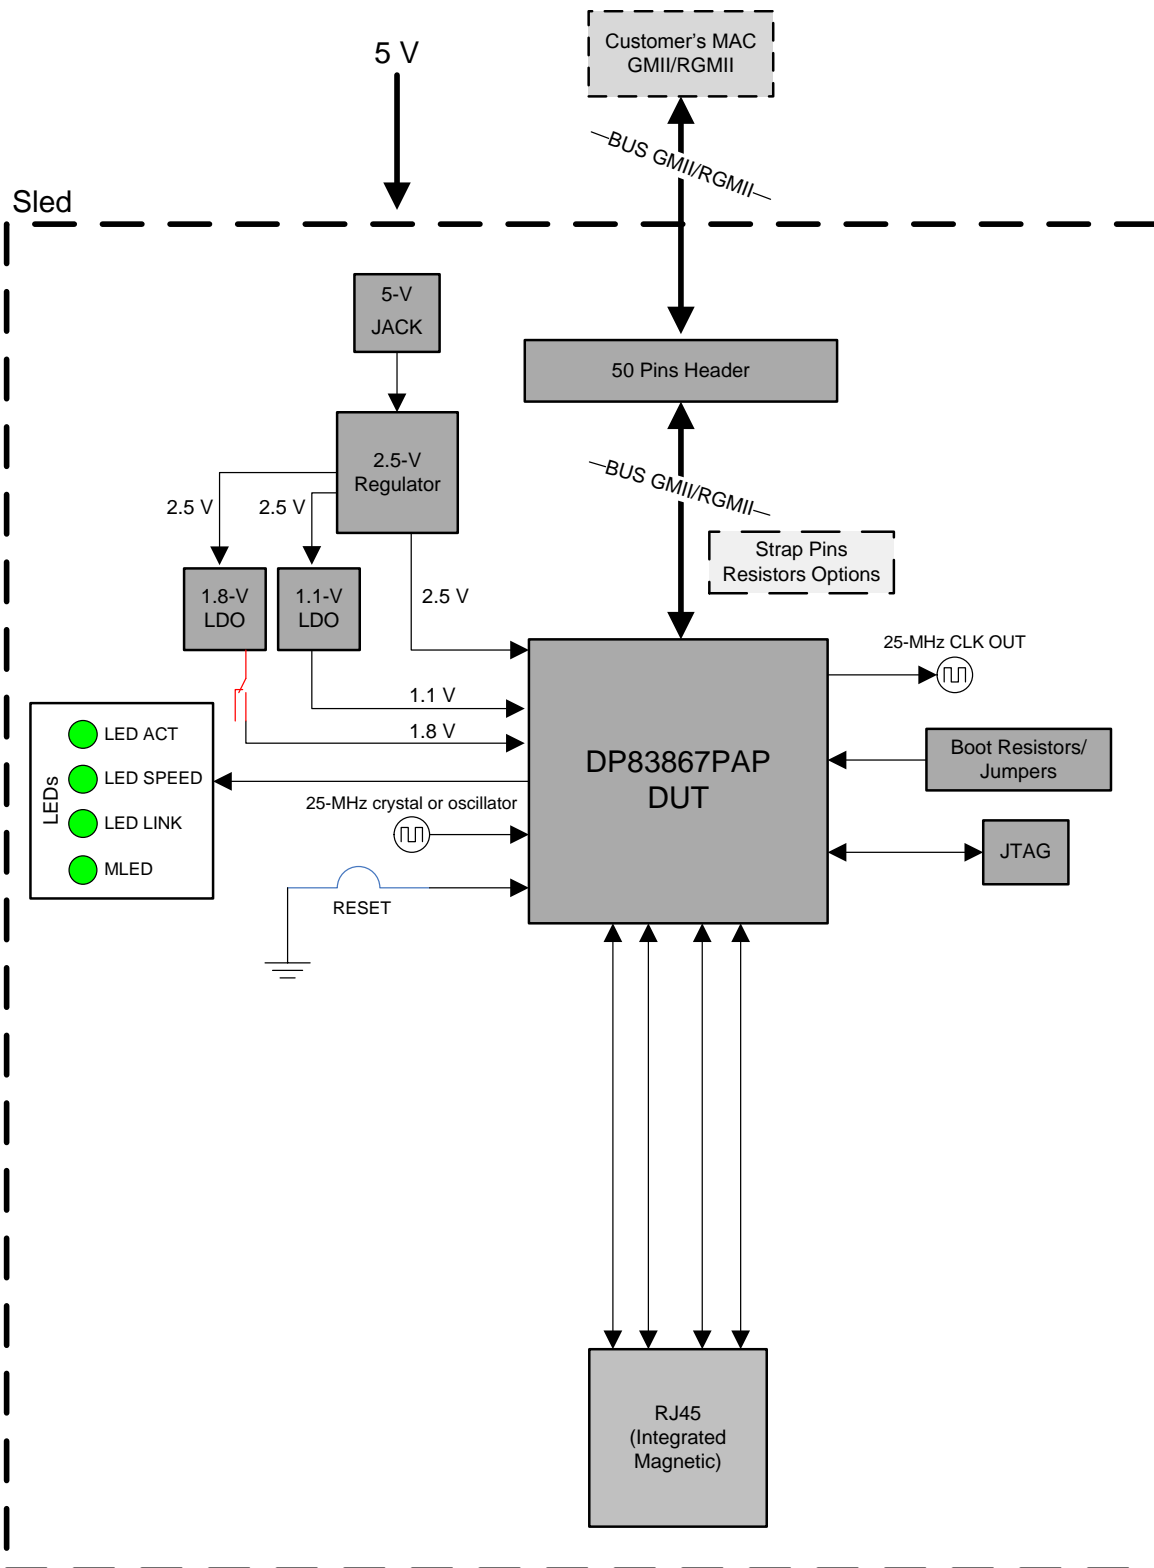 5 V
Customer's MAC
GMII/RGMII
BUS GMII/RGMII
Sled
5-V
JACK
50 Pins Header
2.5-V
Regulator
BUS GMII/RGMII
2.5 V
2.5 V
Strap Pins
Resistors Options
1.8-V
LDO
1.1-V
LDO
2.5 V
25-MHz CLK OUT
1.1 V
1.8 V
LEDs
LED ACT
LED SPEED
LED LINK
MLED
DP83867PAP
DUT
Boot Resistors/
Jumpers
25-MHz crystal or oscillator
JTAG
RESET
RJ45
(Integrated
Magnetic)